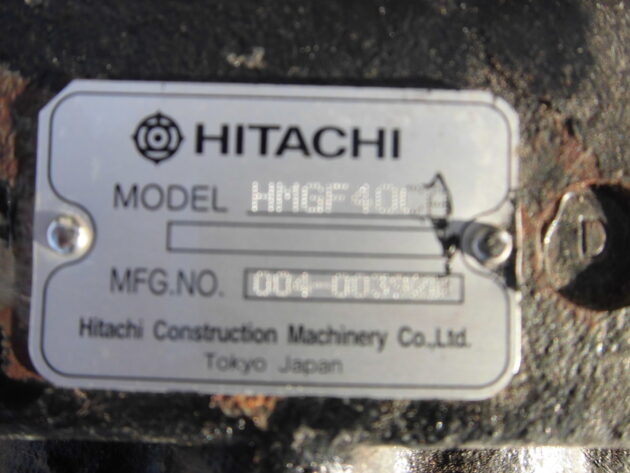 HITACHI
MODEL
MFG.NO.
Hitachi Construction Machinery Co.,Ltd.
Tokyo Japan